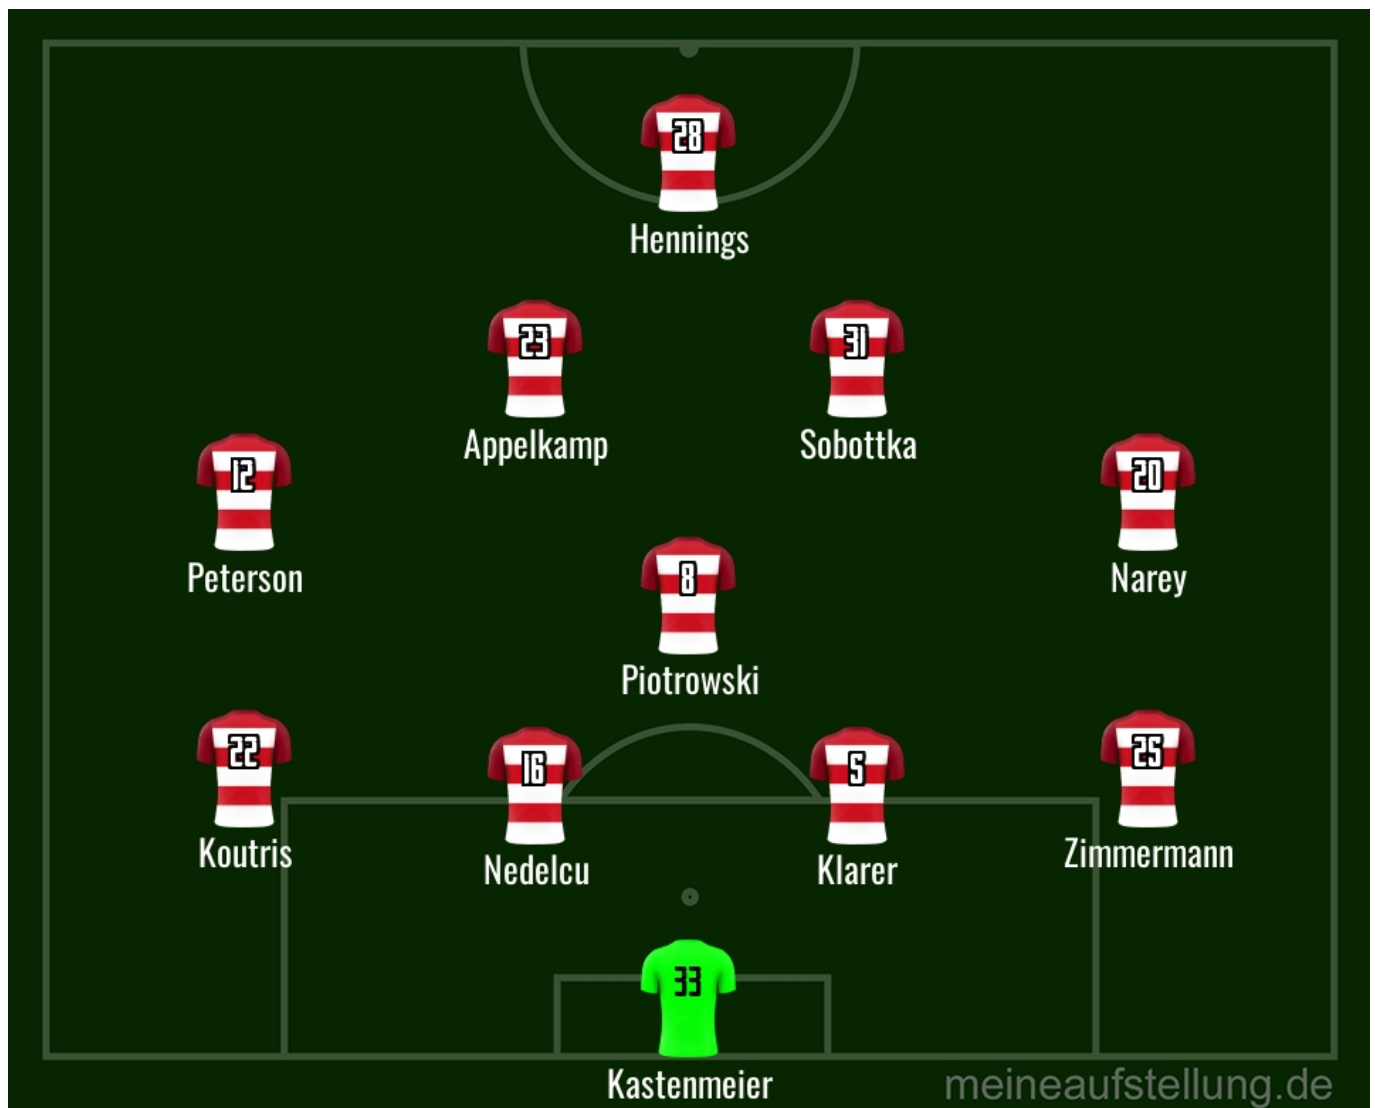 28
Hennings
23
31
Appelkamp
Sobottka
12
20
Peterson
Narey
8
Piotrowski
22
25
16
5
Koutris
Zimmermann
Nedelcu
Klarer
33
Kastenmeier
meineaufstellung.de